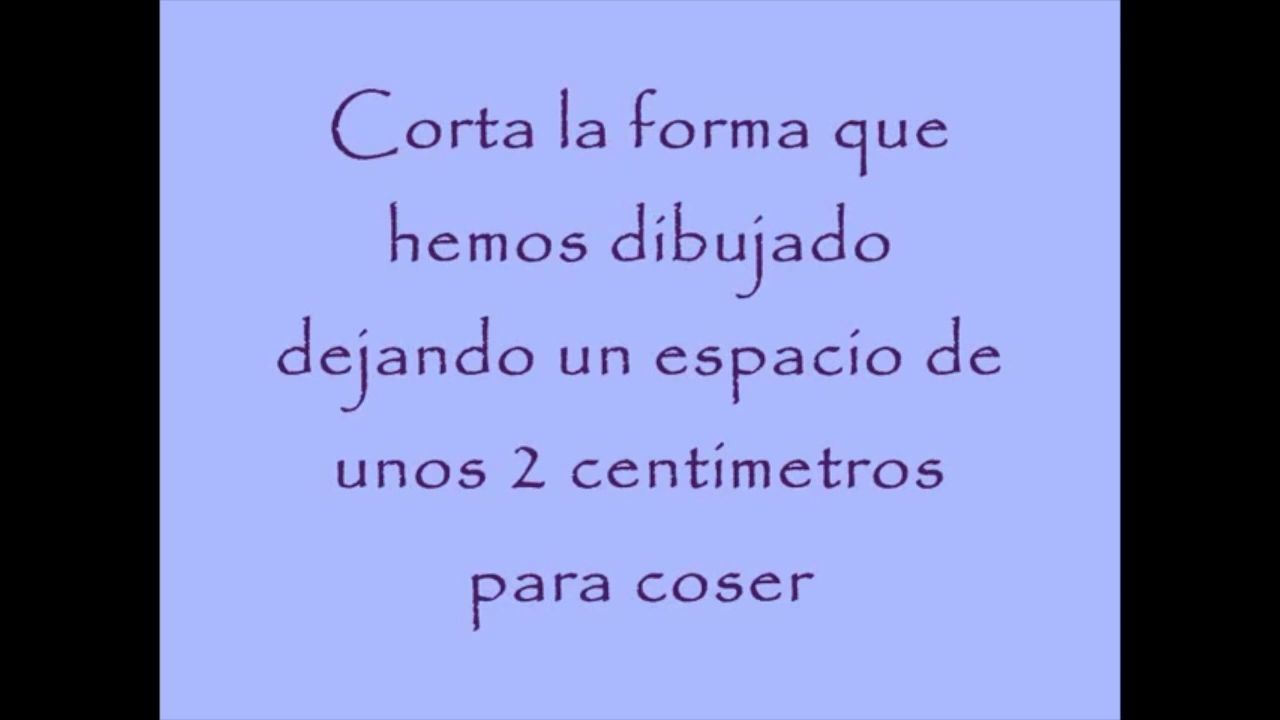 Corta la forma que
hemos dibujado
dejando un espacio de
unos 2 centímetros
para coser